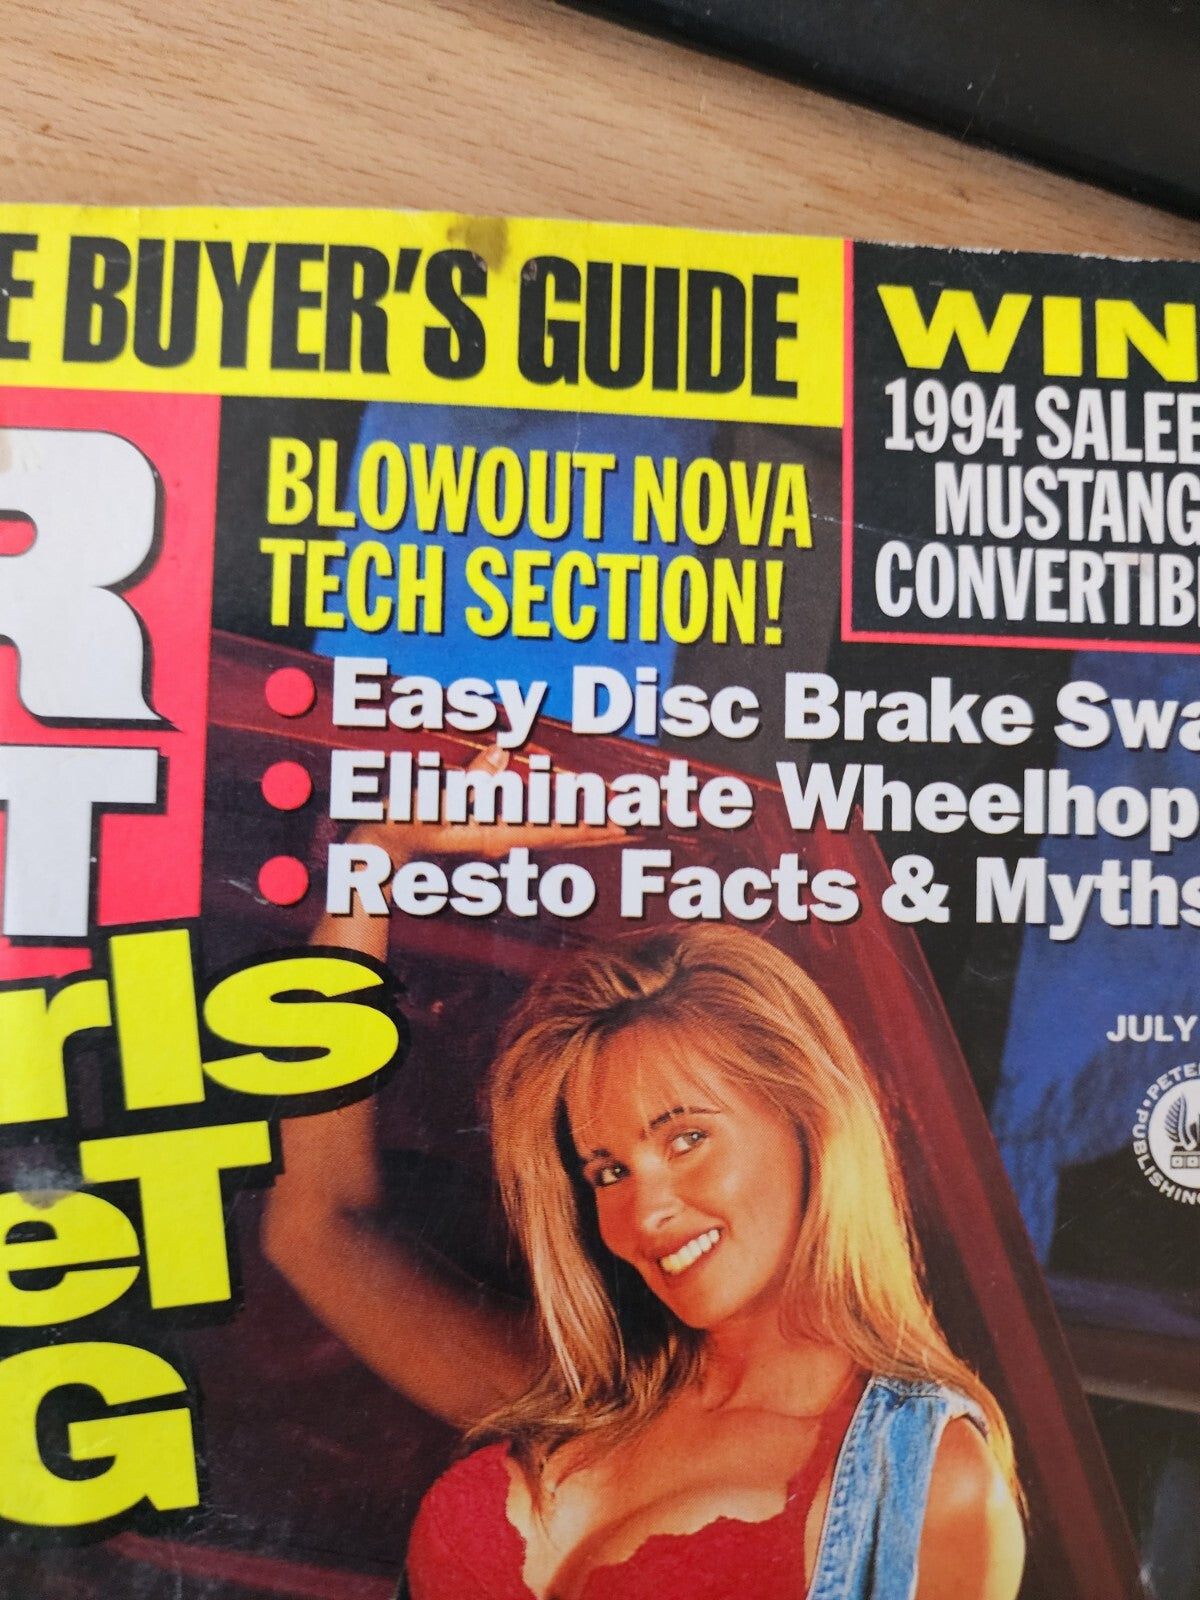 E BUYER'S GUIDE
WIN
1994 SALEE
MUSTANG
CONVERTIB
BLOWOUT NOVA
TECH SECTION!
• Easy Disc Brake Swa
• Eliminate Wheelhop
• Resto Facts & Myths
R
T
rls
eT
G
JULY
PETE
PUBLISHING